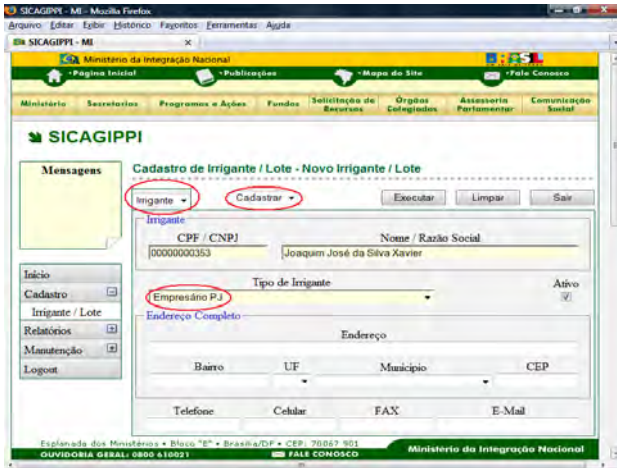 SICAGIPPI - MI - Mozilla Firefox
Arquivo Editar Exibir Histórico Favoritos Ferramentas Ajuda
SICAGIPPI - MI
Ministério da Integração Nacional
BRASIL
Página Inicial Publicações Mapa do Site Fale Conosco
Ministério Secretarias Programas e Ações Fundos Solicitação de Recursos Órgãos Colegiados Assessoria Parlamentar Comunicação Social
SICAGIPPI
Mensagens
Cadastro de Irrigante / Lote - Novo Irrigante / Lote
Irrigante Cadastrar Executar Limpar Sair
Irrigante
CPF / CNPJ Nome / Razão Social
00000000353 Joaquim José da Silva Xavier
Início
Cadastro
Irrigante / Lote
Relatórios
Manutenção
Logout
Tipo de Irrigante Ativo
Empresário PJ
Endereço Completo
Endereço
Bairro UF Município CEP
Telefone Celular FAX E-Mail
Esplanada dos Ministérios • Bloco "E" • Brasília/DF • CEP: 70067 901
OUVIDORIA GERAL: 0800 610021 FALE CONOSCO
Ministério da Integração Nacional